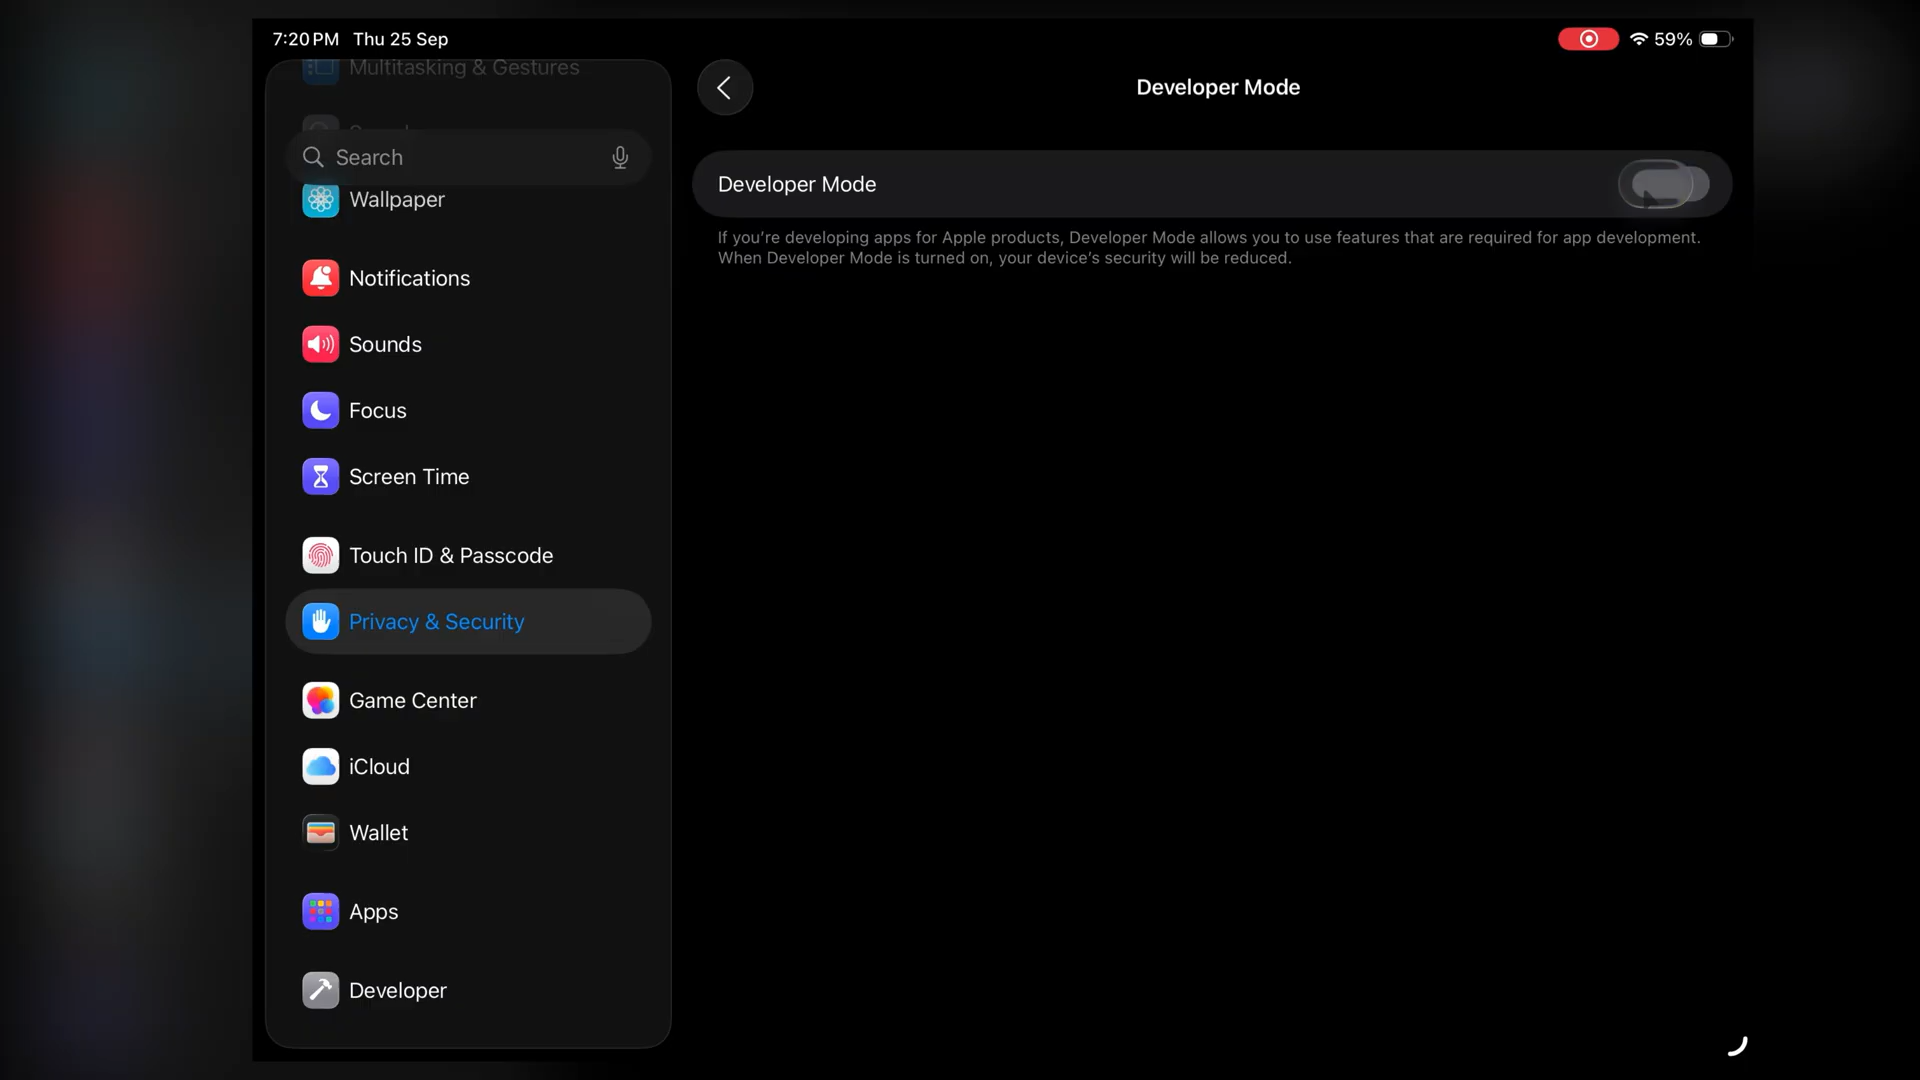 7:20 PM Thu 25 Sep
59%
Multitasking & Gestures
Search
Wallpaper
Notifications
Sounds
Focus
Screen Time
Touch ID & Passcode
Privacy & Security
Game Center
iCloud
Wallet
Apps
Developer
Developer Mode
Developer Mode
If you’re developing apps for Apple products, Developer Mode allows you to use features that are required for app development.
When Developer Mode is turned on, your device’s security will be reduced.